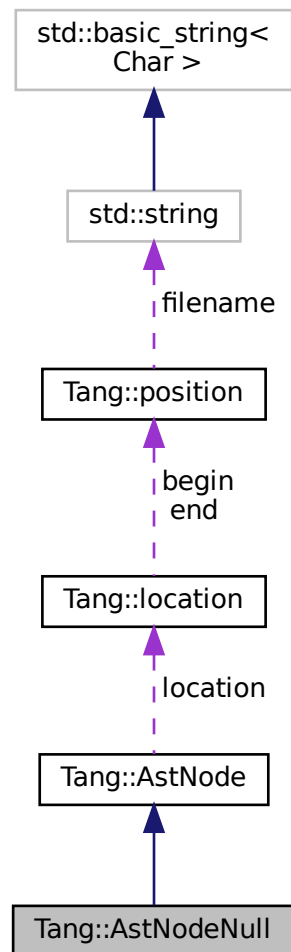 std::basic_string<
Char >
std::string
filename
Tang::position
begin
end
Tang::location
location
Tang::AstNode
Tang::AstNodeNull